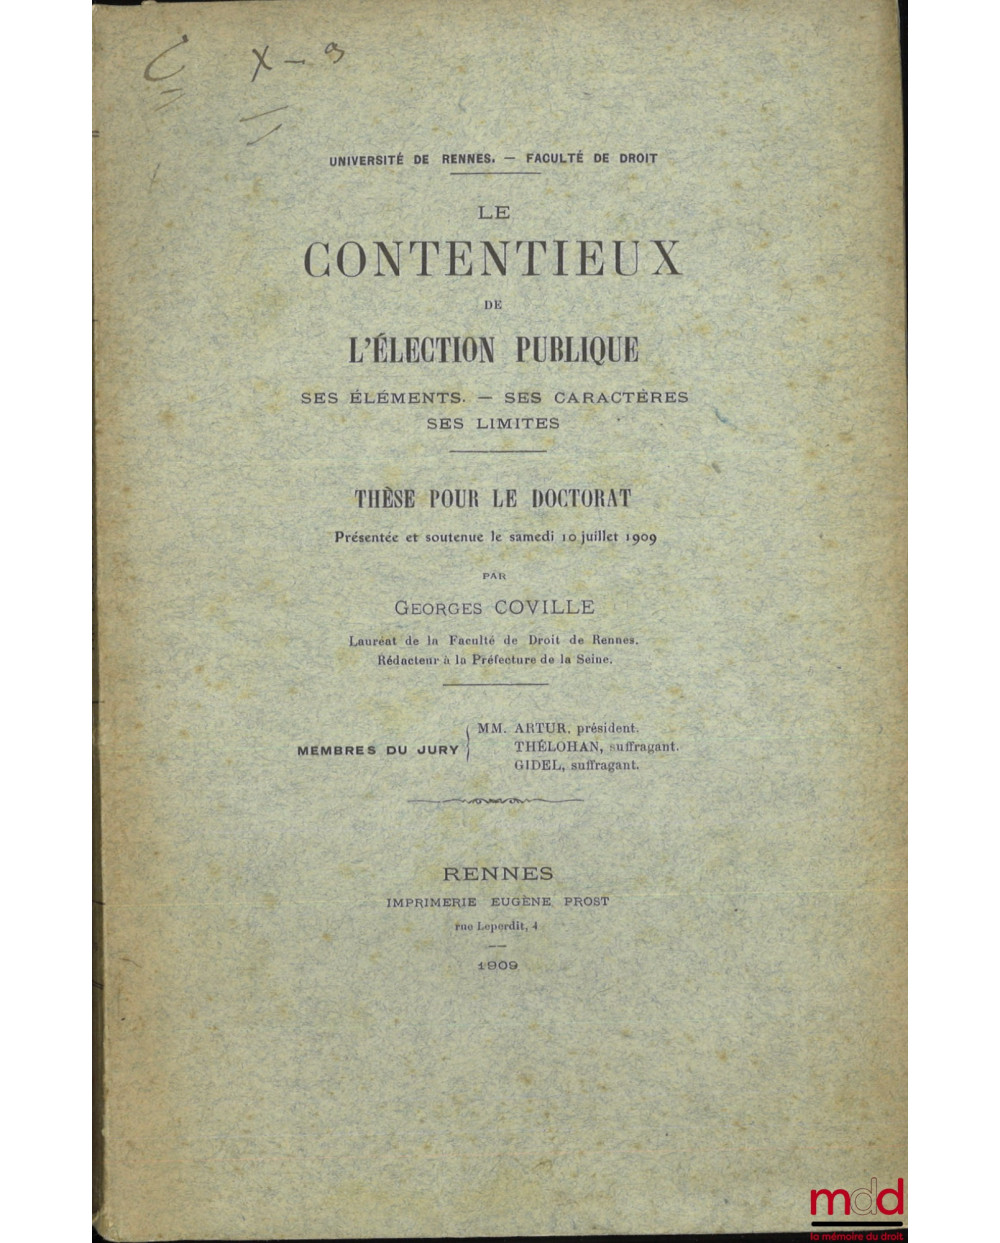 X – 9
UNIVERSITÉ DE RENNES. — FACULTÉ DE DROIT
LE
CONTENTIEUX
DE
L'ÉLECTION PUBLIQUE
SES ÉLÉMENTS. — SES CARACTÈRES
SES LIMITES
THÈSE POUR LE DOCTORAT
Présentée et soutenue le samedi 10 juillet 1909
PAR
GEORGES COVILLE
Lauréat de la Faculté de Droit de Rennes.
Rédacteur à la Préfecture de la Seine.
MEMBRES DU JURY
MM. ARTUR, président.
THÉLOHAN, suffragant.
GIDEL, suffragant.
RENNES
IMPRIMERIE EUGÈNE PROST
rue Leperdit, 4
1909
mdd
la mémoire du droit